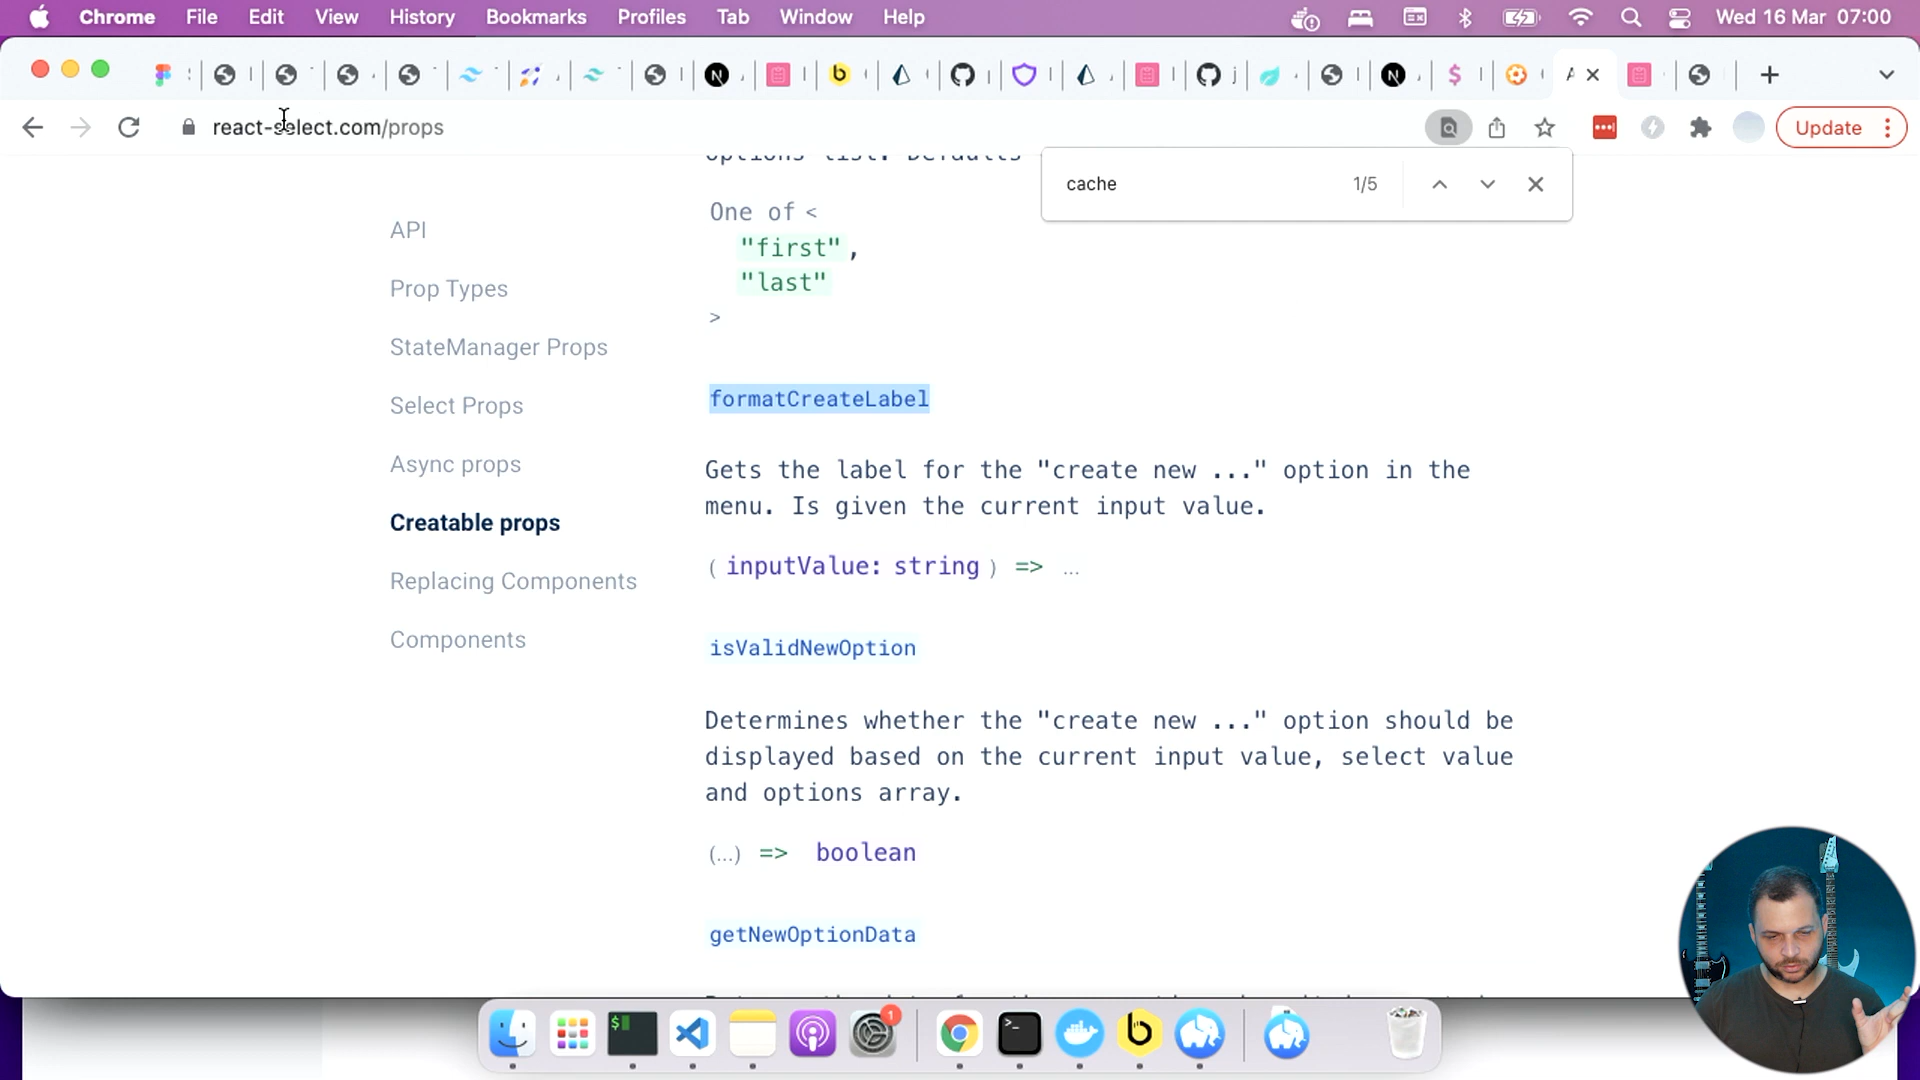 Chrome File Edit View History Bookmarks Profiles Tab Window Help Wed 16 Mar 07:00
react-select.com/props
Update
cache 1/5
One of <
"first",
"last"
>
API
Prop Types
StateManager Props
Select Props
Async props
Creatable props
Replacing Components
Components
formatCreateLabel
Gets the label for the "create new ..." option in the
menu. Is given the current input value.
( inputValue: string ) => ...
isValidNewOption
Determines whether the "create new ..." option should be
displayed based on the current input value, select value
and options array.
(...) => boolean
getNewOptionData